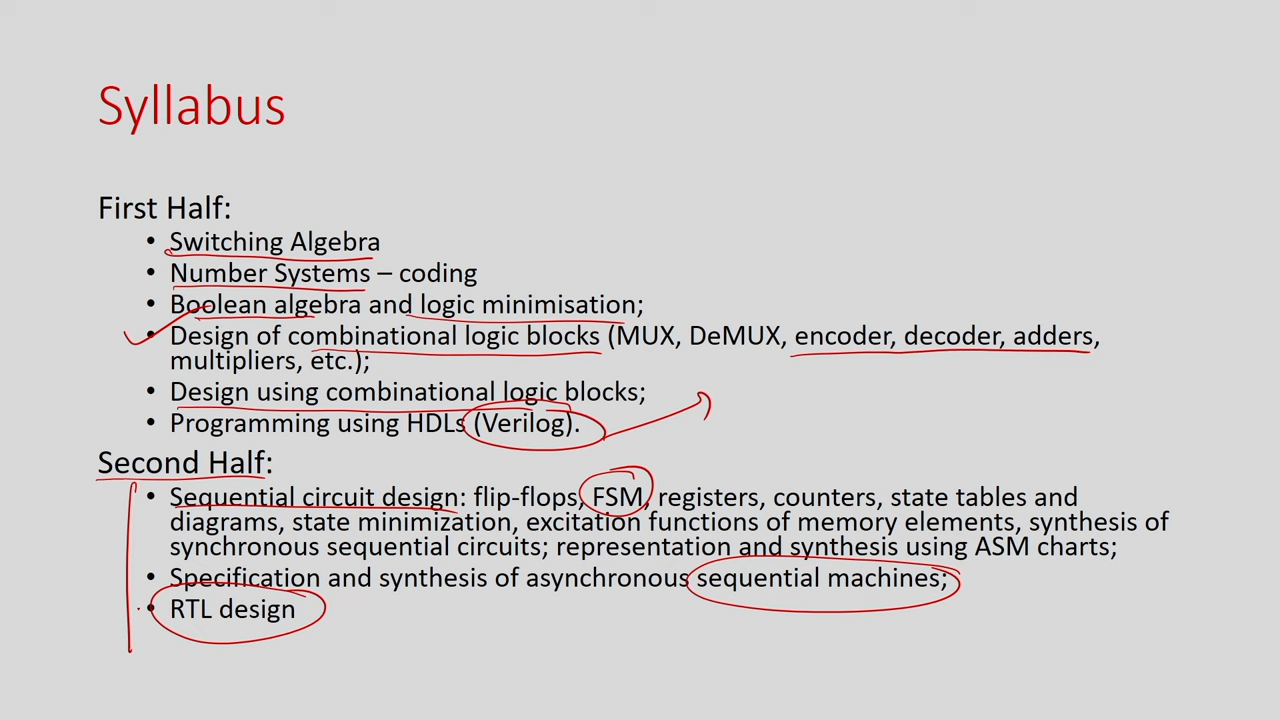 Syllabus
First Half:
• Switching Algebra
• Number Systems – coding
• Boolean algebra and logic minimisation;
• Design of combinational logic blocks (MUX, DeMUX, encoder, decoder, adders,
multipliers, etc.);
• Design using combinational logic blocks;
• Programming using HDLs (Verilog).
Second Half:
• Sequential circuit design: flip-flops, FSM, registers, counters, state tables and
diagrams, state minimization, excitation functions of memory elements, synthesis of
synchronous sequential circuits; representation and synthesis using ASM charts;
• Specification and synthesis of asynchronous sequential machines;
• RTL design